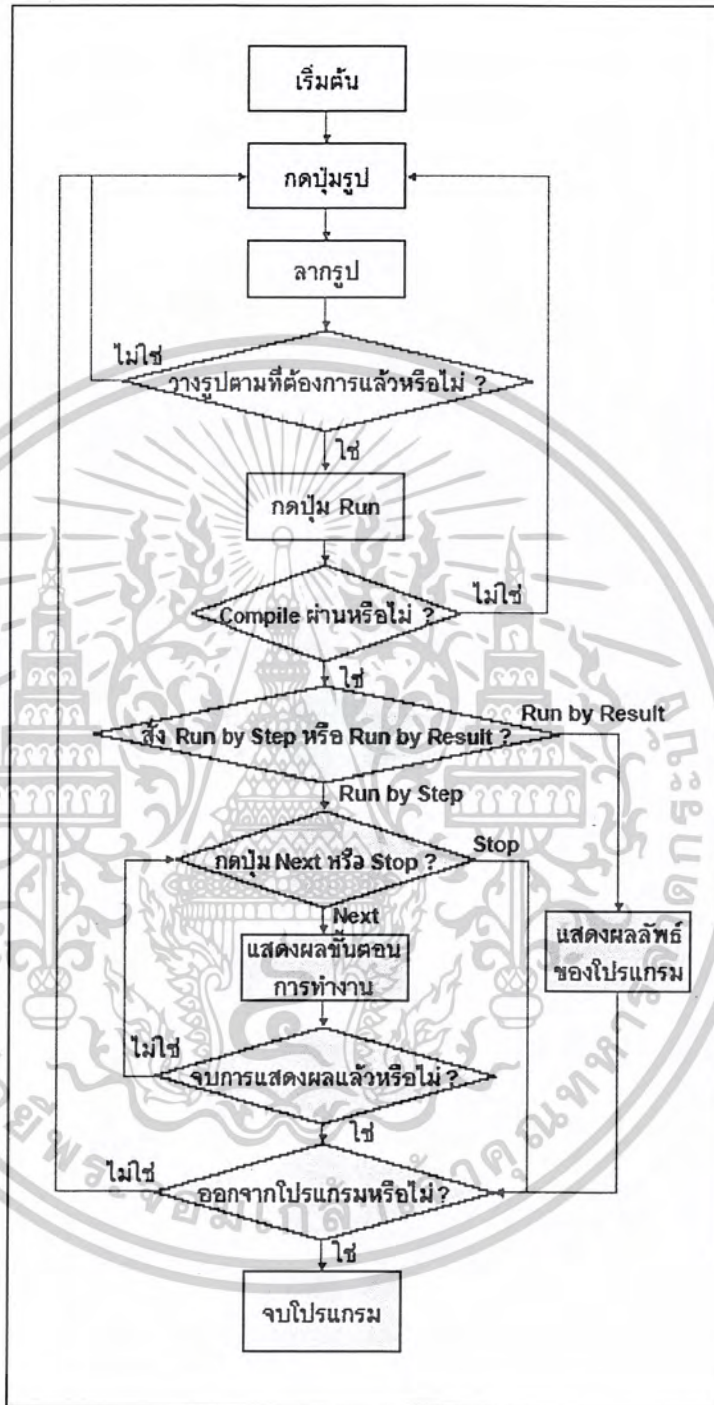 เริ่มต้น
กดปุ่มรูป
ลากรูป
ไม่ใช่
วางรูปตามที่ต้องการแล้วหรือไม่ ?
ใช่
กดปุ่ม Run
Compile ผ่านหรือไม่ ?
ไม่ใช่
ใช่
Run by Result
สั่ง Run by Step หรือ Run by Result ?
Run by Step
กดปุ่ม Next หรือ Stop ?
Stop
Next
แสดงผลขั้นตอน
การทำงาน
แสดงผลลัพธ์
ของโปรแกรม
ไม่ใช่
จบการแสดงผลแล้วหรือไม่ ?
ใช่
ไม่ใช่
ออกจากโปรแกรมหรือไม่ ?
ใช่
จบโปรแกรม